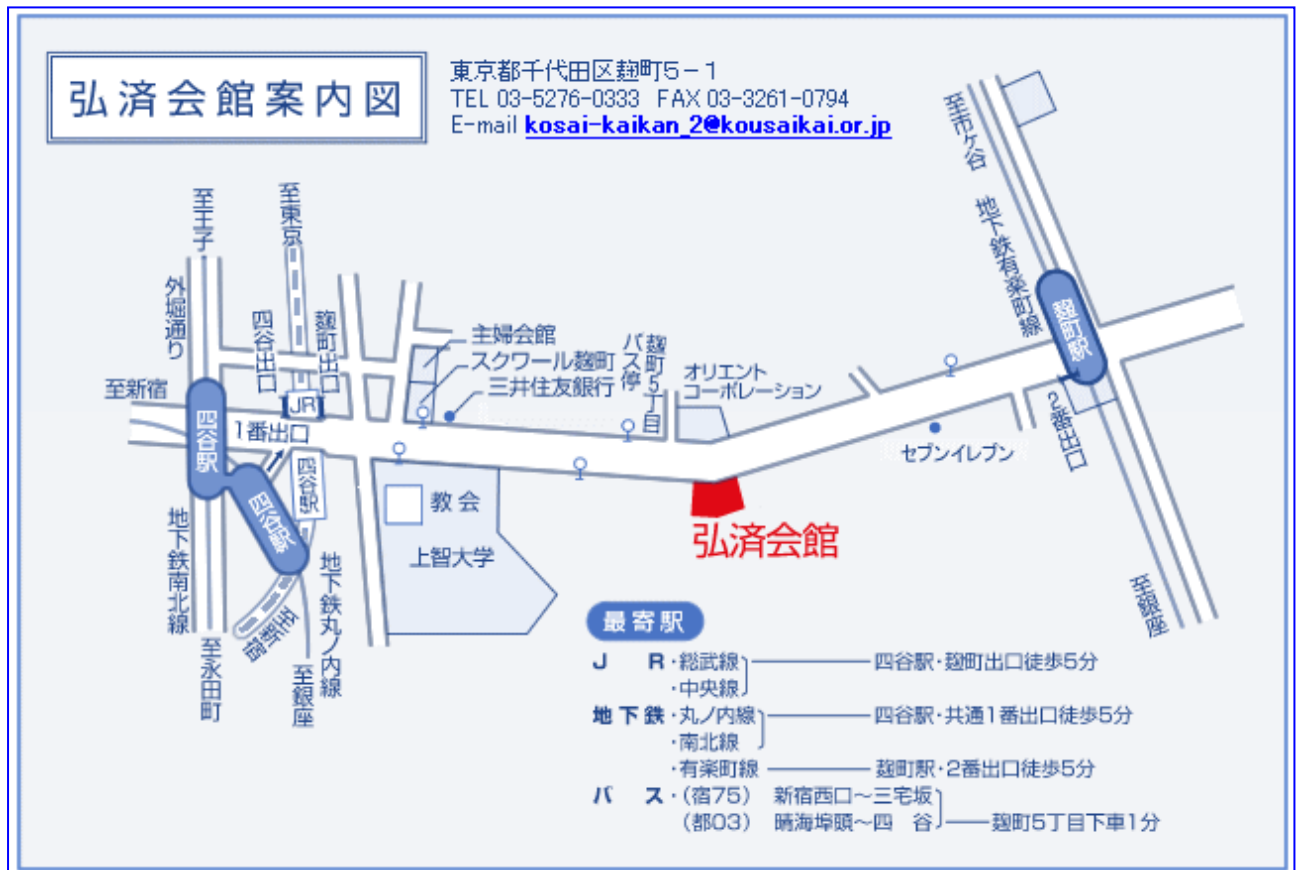 弘済会館案内図
東京都千代田区麹町5-1
TEL 03-5276-0333 FAX 03-3261-0794
E-mail kosai-kaikan_2@kousaikai.or.jp
至市ケ谷
地下鉄有楽町線
麹町駅
2番出口
至銀座
至王子
外堀通り
至東京
四谷出口
麹町出口
至新宿
JR
1番出口
四谷駅
四谷駅
四谷駅
地下鉄南北線
至永田町
至新宿
至銀座
地下鉄丸ノ内線
主婦会館
スクワール麹町
三井住友銀行
麹町5丁目
バス停
オリエント
コーポレーション
セブンイレブン
教会
上智大学
弘済会館
最寄駅
JR・総武線 四谷駅・麹町出口徒歩5分
・中央線
地下鉄・丸ノ内線 四谷駅・共通1番出口徒歩5分
・南北線
・有楽町線 麹町駅・2番出口徒歩5分
バス・(宿75) 新宿西口〜三宅坂
(都03) 晴海埠頭〜四谷 麹町5丁目下車1分